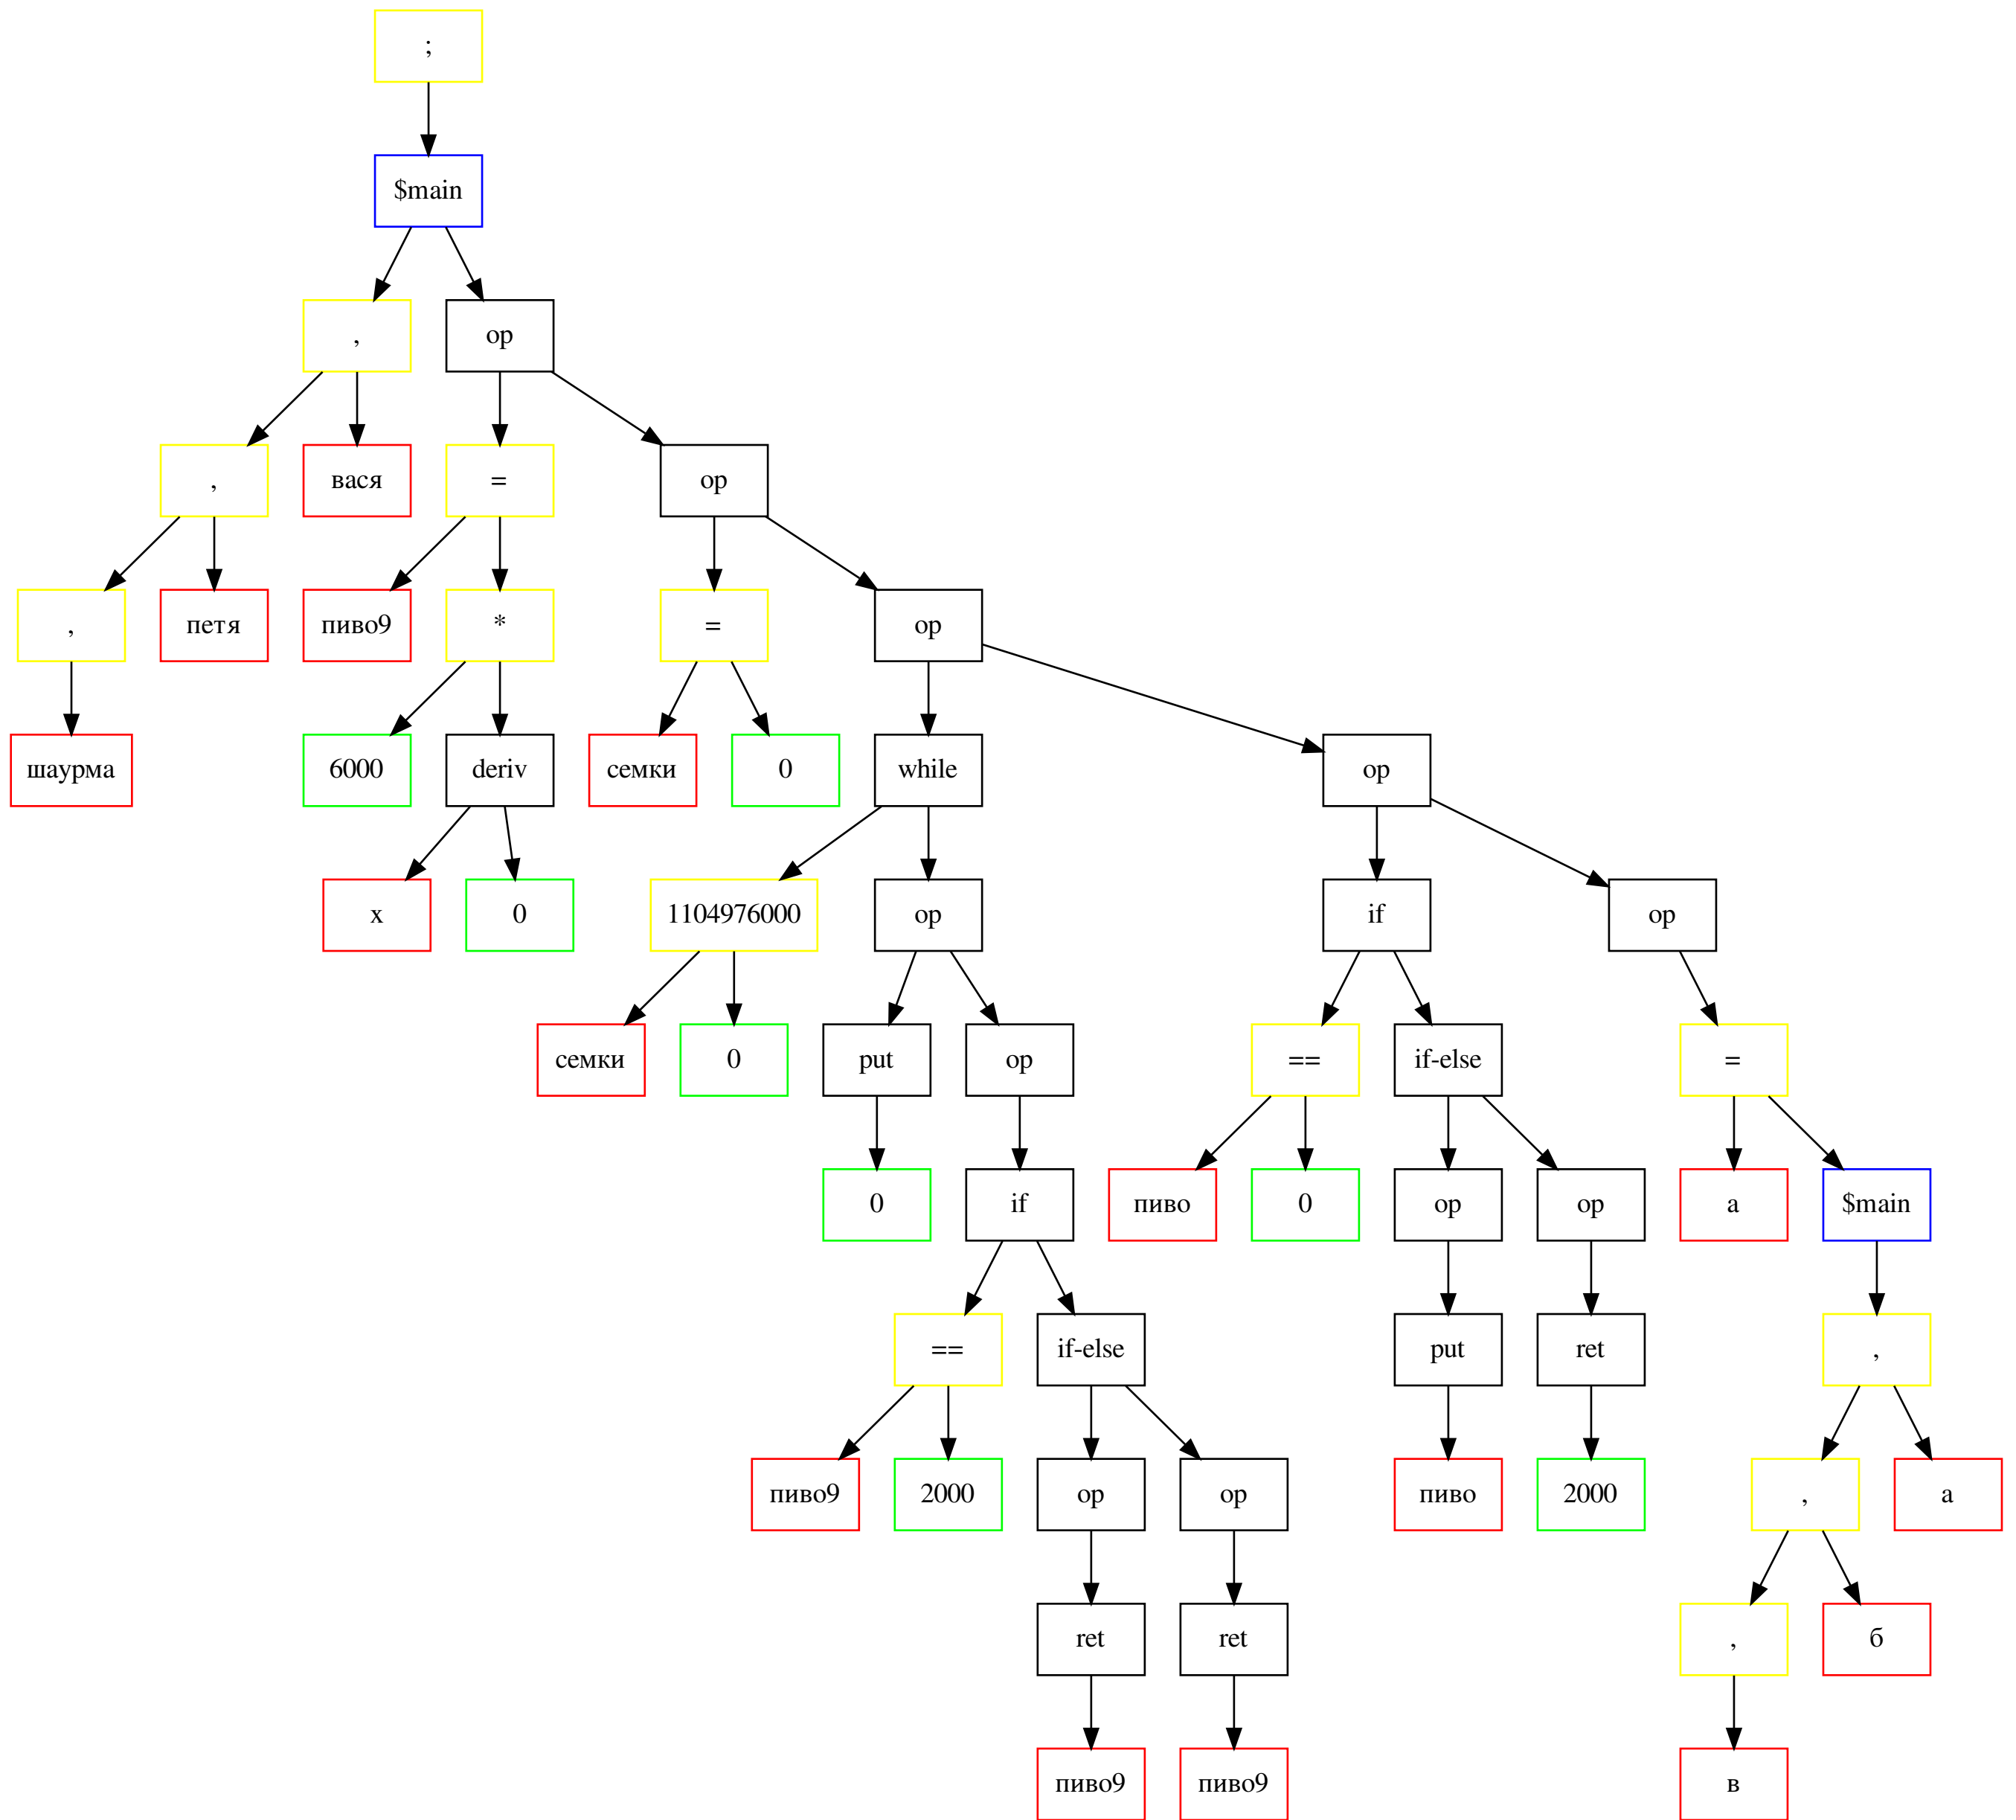 ;
$main
,
op
,
вася
=
op
,
петя
пиво9
*
=
op
шаурма
6000
deriv
семки
0
while
op
x
0
1104976000
op
if
op
семки
0
put
op
==
if-else
=
0
if
пиво
0
op
op
а
$main
==
if-else
put
ret
,
пиво9
2000
op
op
пиво
2000
,
а
ret
ret
,
б
пиво9
пиво9
в